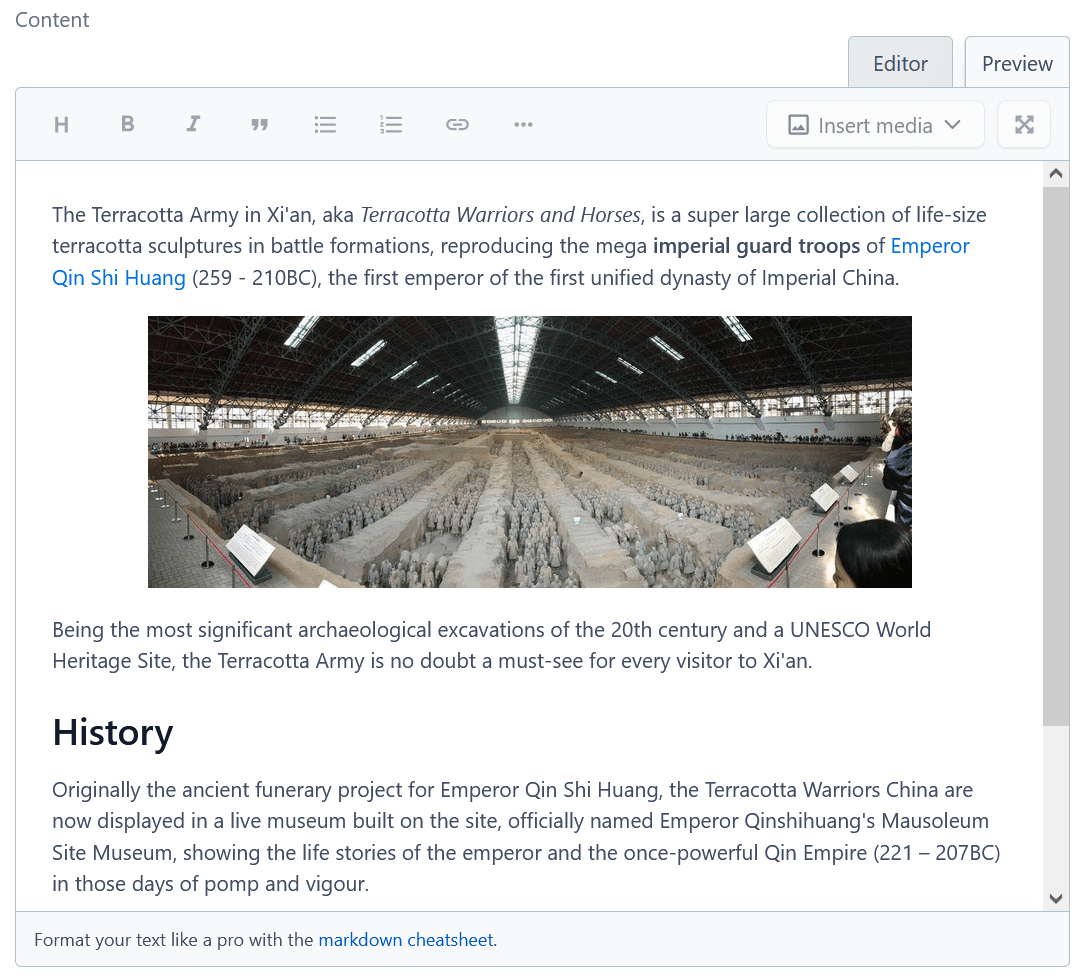 Content
Editor
Preview
H B I
Insert media
The Terracotta Army in Xi'an, aka Terracotta Warriors and Horses, is a super large collection of life-size
terracotta sculptures in battle formations, reproducing the mega imperial guard troops of Emperor
Qin Shi Huang (259 - 210BC), the first emperor of the first unified dynasty of Imperial China.
Being the most significant archaeological excavations of the 20th century and a UNESCO World
Heritage Site, the Terracotta Army is no doubt a must-see for every visitor to Xi'an.
History
Originally the ancient funerary project for Emperor Qin Shi Huang, the Terracotta Warriors China are
now displayed in a live museum built on the site, officially named Emperor Qinshihuang's Mausoleum
Site Museum, showing the life stories of the emperor and the once-powerful Qin Empire (221 – 207BC)
in those days of pomp and vigour.
Format your text like a pro with the markdown cheatsheet.